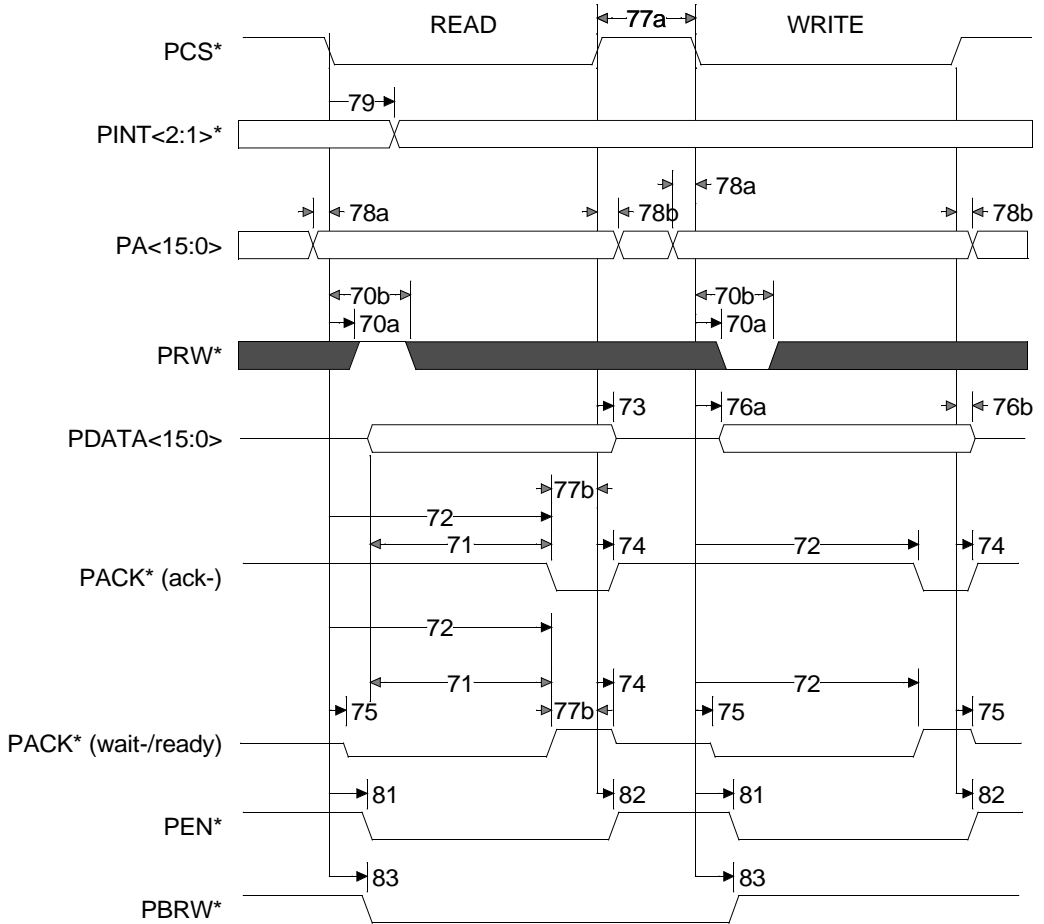 READ 77a WRITE
PCS*
79
PINT<2:1>*
78a
78a 78b 78b
PA<15:0>
70b 70b
70a 70a
PRW*
73 76a 76b
PDATA<15:0>
77b
72
71 74 72 74
PACK* (ack-)
72
71 74 72
75 77b 75 75
PACK* (wait-/ready)
81 82 81 82
PEN*
83 83
PBRW*